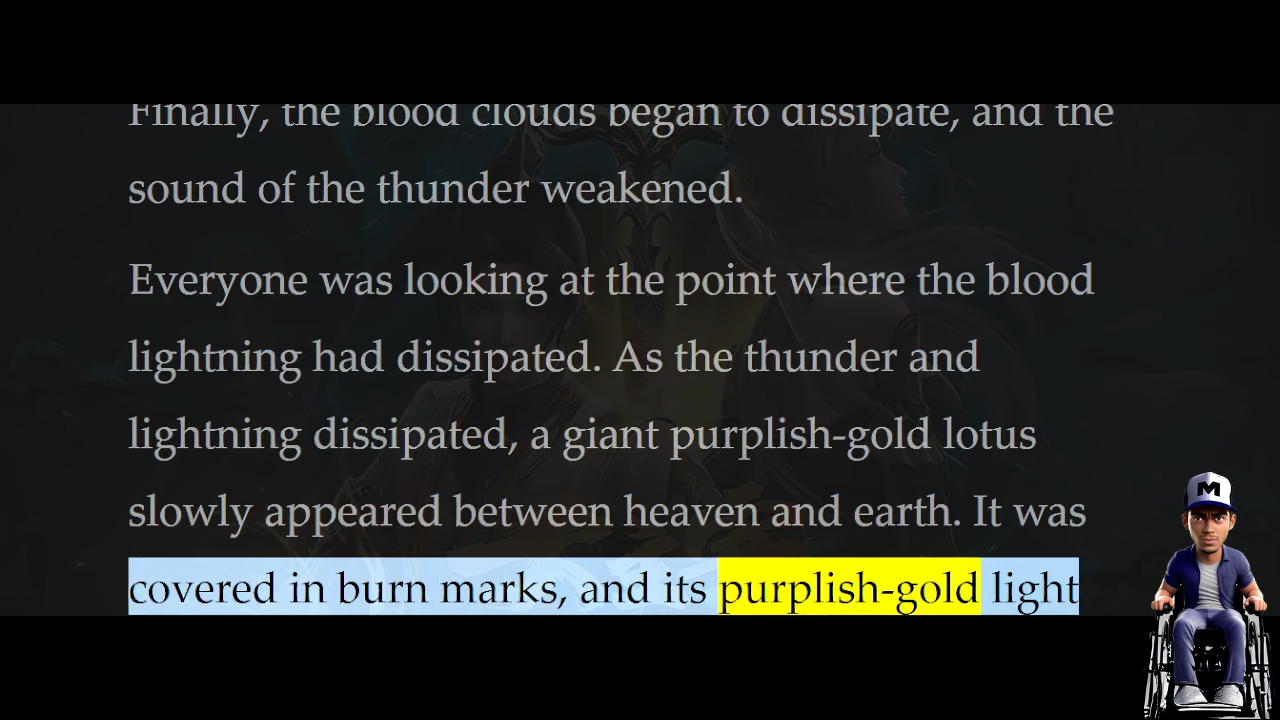 Finally, the blood clouds began to dissipate, and the
sound of the thunder weakened.
Everyone was looking at the point where the blood
lightning had dissipated. As the thunder and
lightning dissipated, a giant purplish-gold lotus
slowly appeared between heaven and earth. It was
covered in burn marks, and its purplish-gold light
M
M